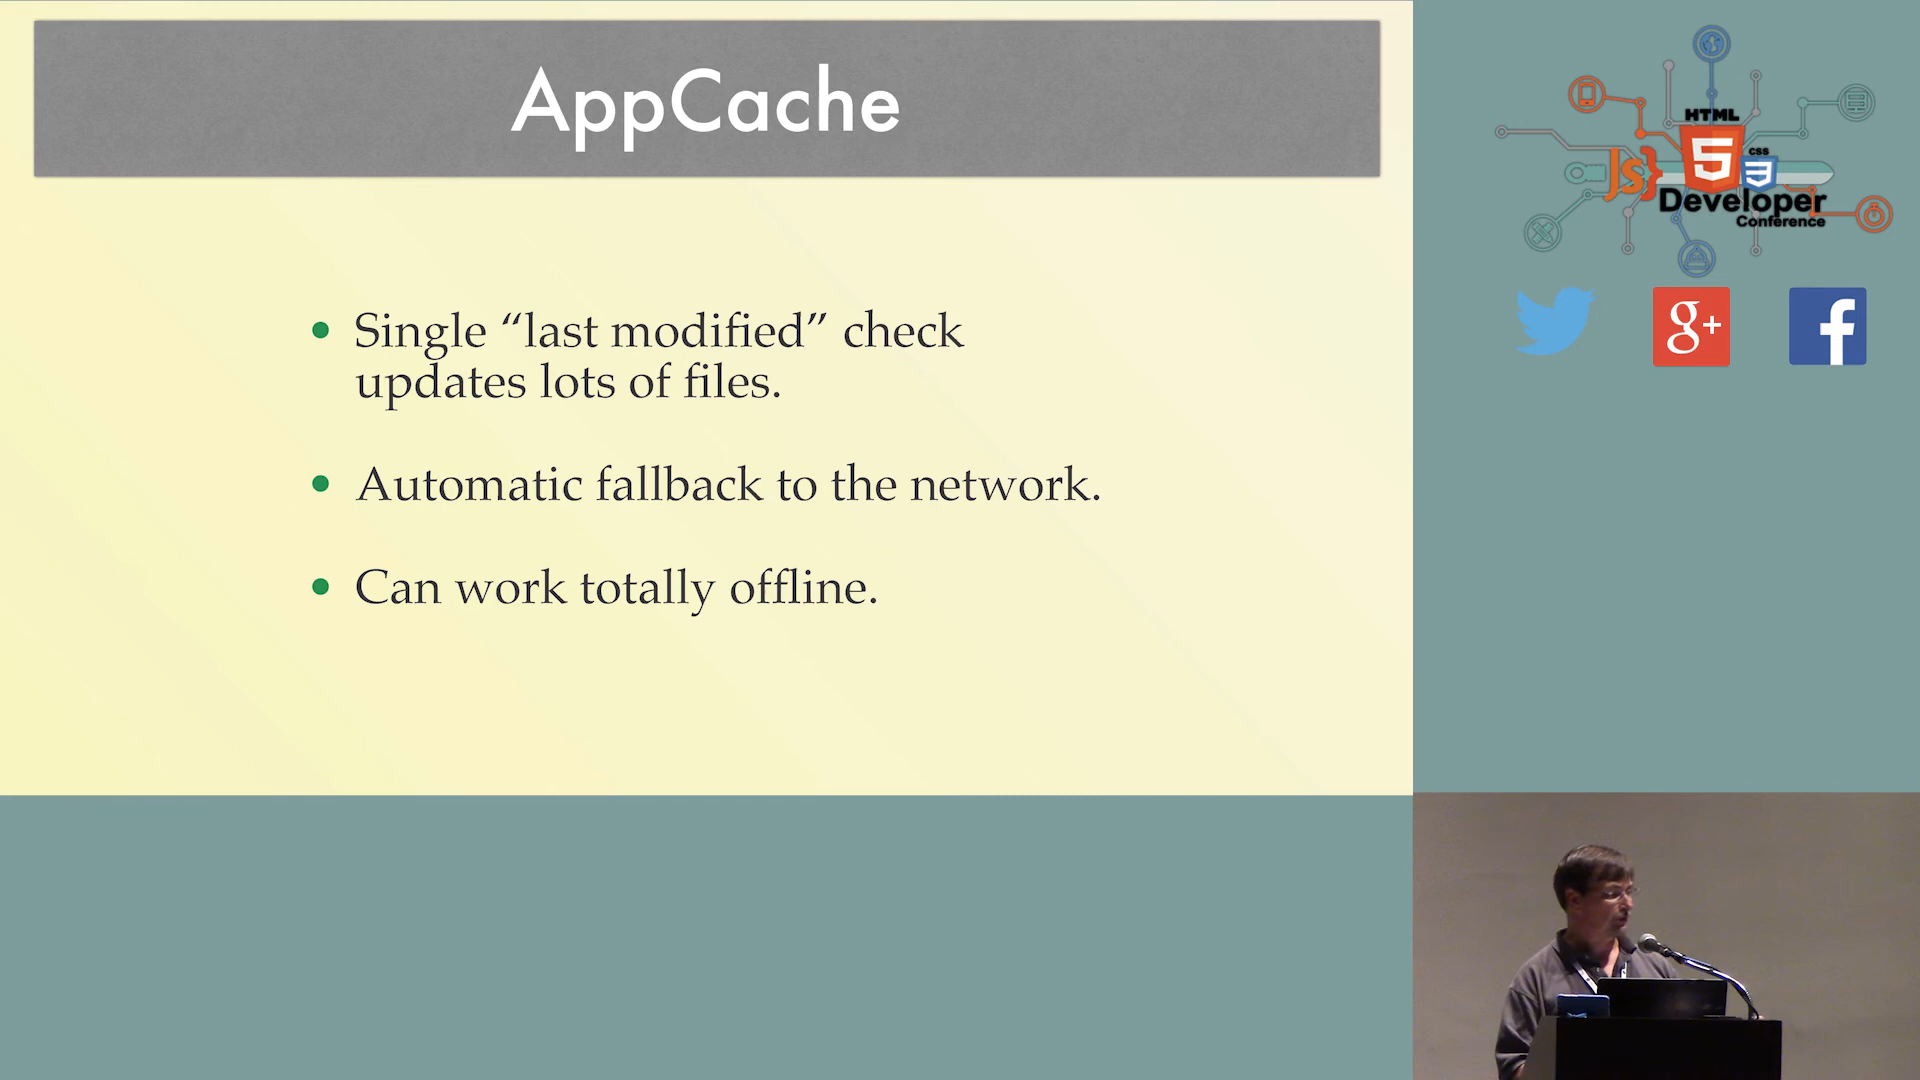 AppCache
• Single “last modified” check
updates lots of files.
• Automatic fallback to the network.
• Can work totally offline.
HTML
5
JS}
CSS
3
Developer
Conference
g+
f